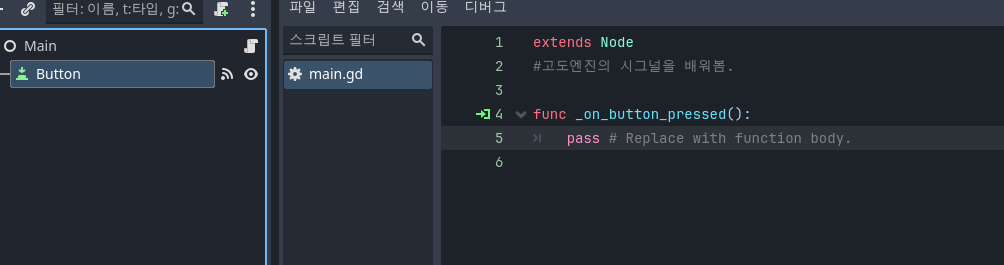 필터: 이름, t:타입, g:
Main
Button
파일 편집 검색 이동 디버그
스크립트 필터
main.gd
1 extends Node
2 #고도엔진의 시그널을 배워봄.
3
4 func _on_button_pressed():
5 pass # Replace with function body.
6